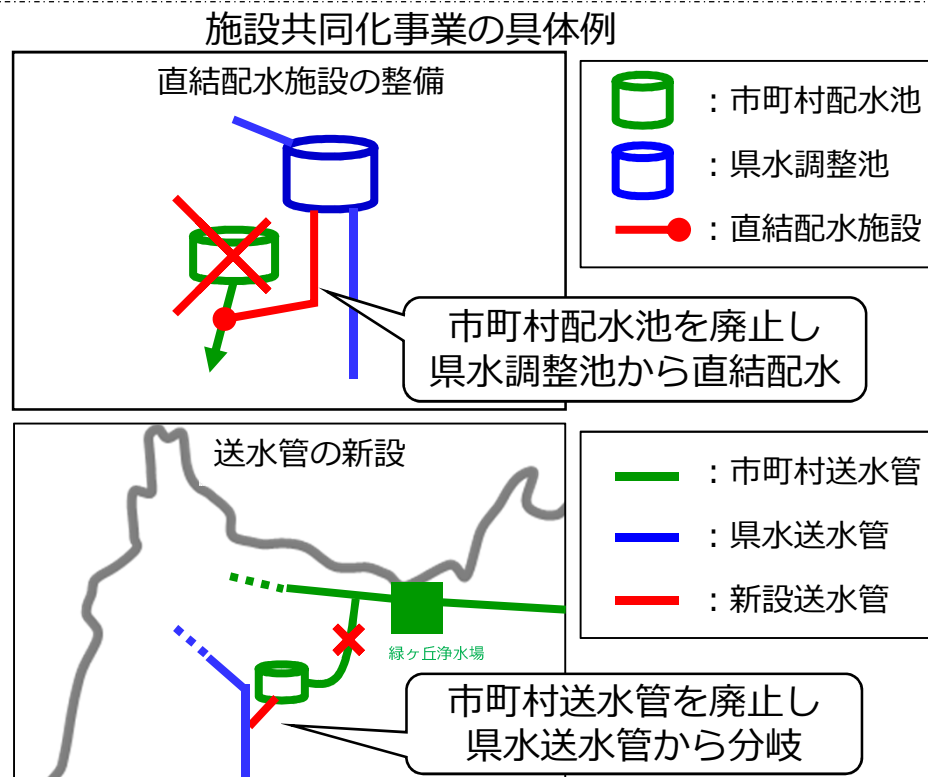 施設共同化事業の具体例
直結配水施設の整備
：市町村配水池
：県水調整池
：直結配水施設
市町村配水池を廃止し
県水調整池から直結配水
送水管の新設
：市町村送水管
：県水送水管
：新設送水管
緑ヶ丘浄水場
市町村送水管を廃止し
県水送水管から分岐